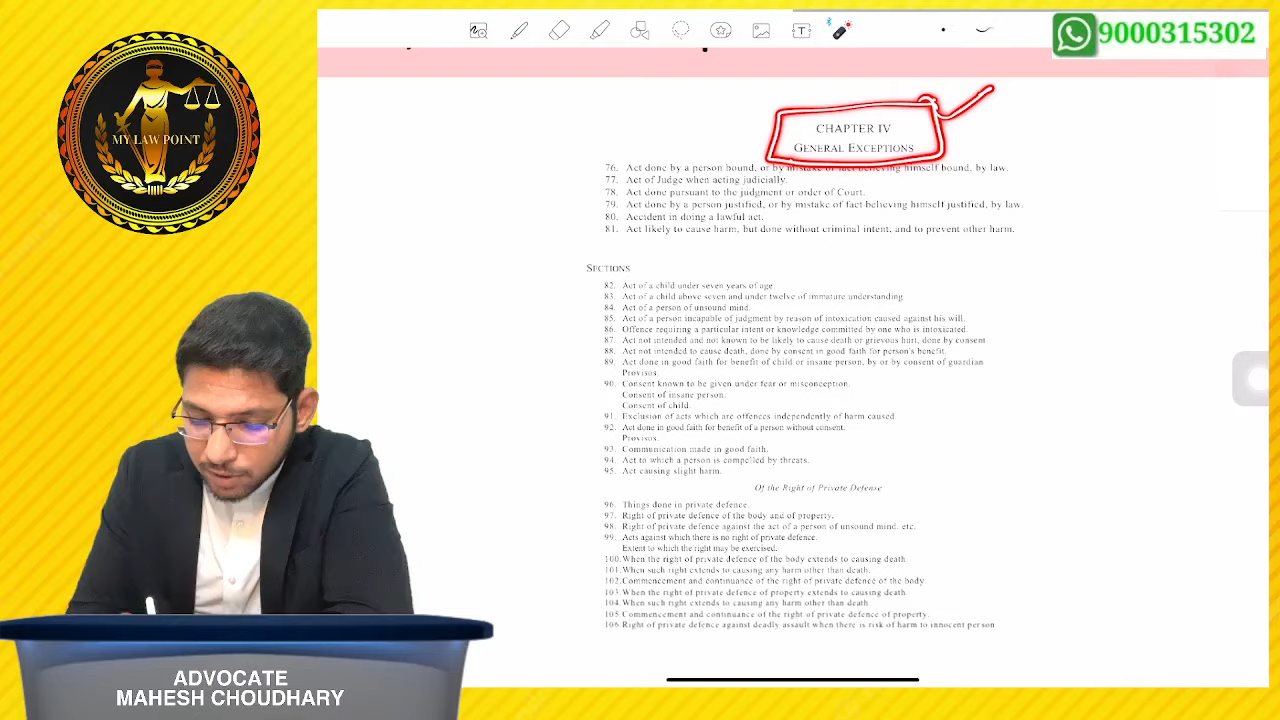 9000315302
MY LAW POINT
CHAPTER IV
GENERAL EXCEPTIONS
76. Act done by a person bound, or by mistake of fact believing himself bound, by law.
77. Act of Judge when acting judicially.
78. Act done pursuant to the judgment or order of Court.
79. Act done by a person justified, or by mistake of fact believing himself justified, by law.
80. Accident in doing a lawful act.
81. Act likely to cause harm, but done without criminal intent, and to prevent other harm.
SECTIONS
82. Act of a child under seven years of age.
83. Act of a child above seven and under twelve of immature understanding
84. Act of a person of unsound mind.
85. Act of a person incapable of judgment by reason of intoxication caused against his will.
86. Offence requiring a particular intent or knowledge committed by one who is intoxicated.
87. Act not intended and not known to be likely to cause death or grievous hurt, done by consent.
88. Act not intended to cause death, done by consent in good faith for person's benefit.
89. Act done in good faith for benefit of child or insane person, by or by consent of guardian
Provisos.
90. Consent known to be given under fear or misconception.
Consent of insane person.
Consent of child.
91. Exclusion of acts which are offences independently of harm caused.
92. Act done in good faith for benefit of a person without consent.
Provisos.
93. Communication made in good faith.
94. Act to which a person is compelled by threats.
95. Act causing slight harm.
Of the Right of Private Defense
96. Things done in private defence.
97. Right of private defence of the body and of property.
98. Right of private defence against the act of a person of unsound mind. etc.
99. Acts against which there is no right of private defence.
Extent to which the right may be exercised.
100. When the right of private defence of the body extends to causing death.
101. When such right extends to causing any harm other than death.
102. Commencement and continuance of the right of private defence of the body.
103. When the right of private defence of property extends to causing death
104. When such right extends to causing any harm other than death
105. Commencement and continuance of the right of private defence of property.
106. Right of private defence against deadly assault when there is risk of harm to innocent person
ADVOCATE
MAHESH CHOUDHARY